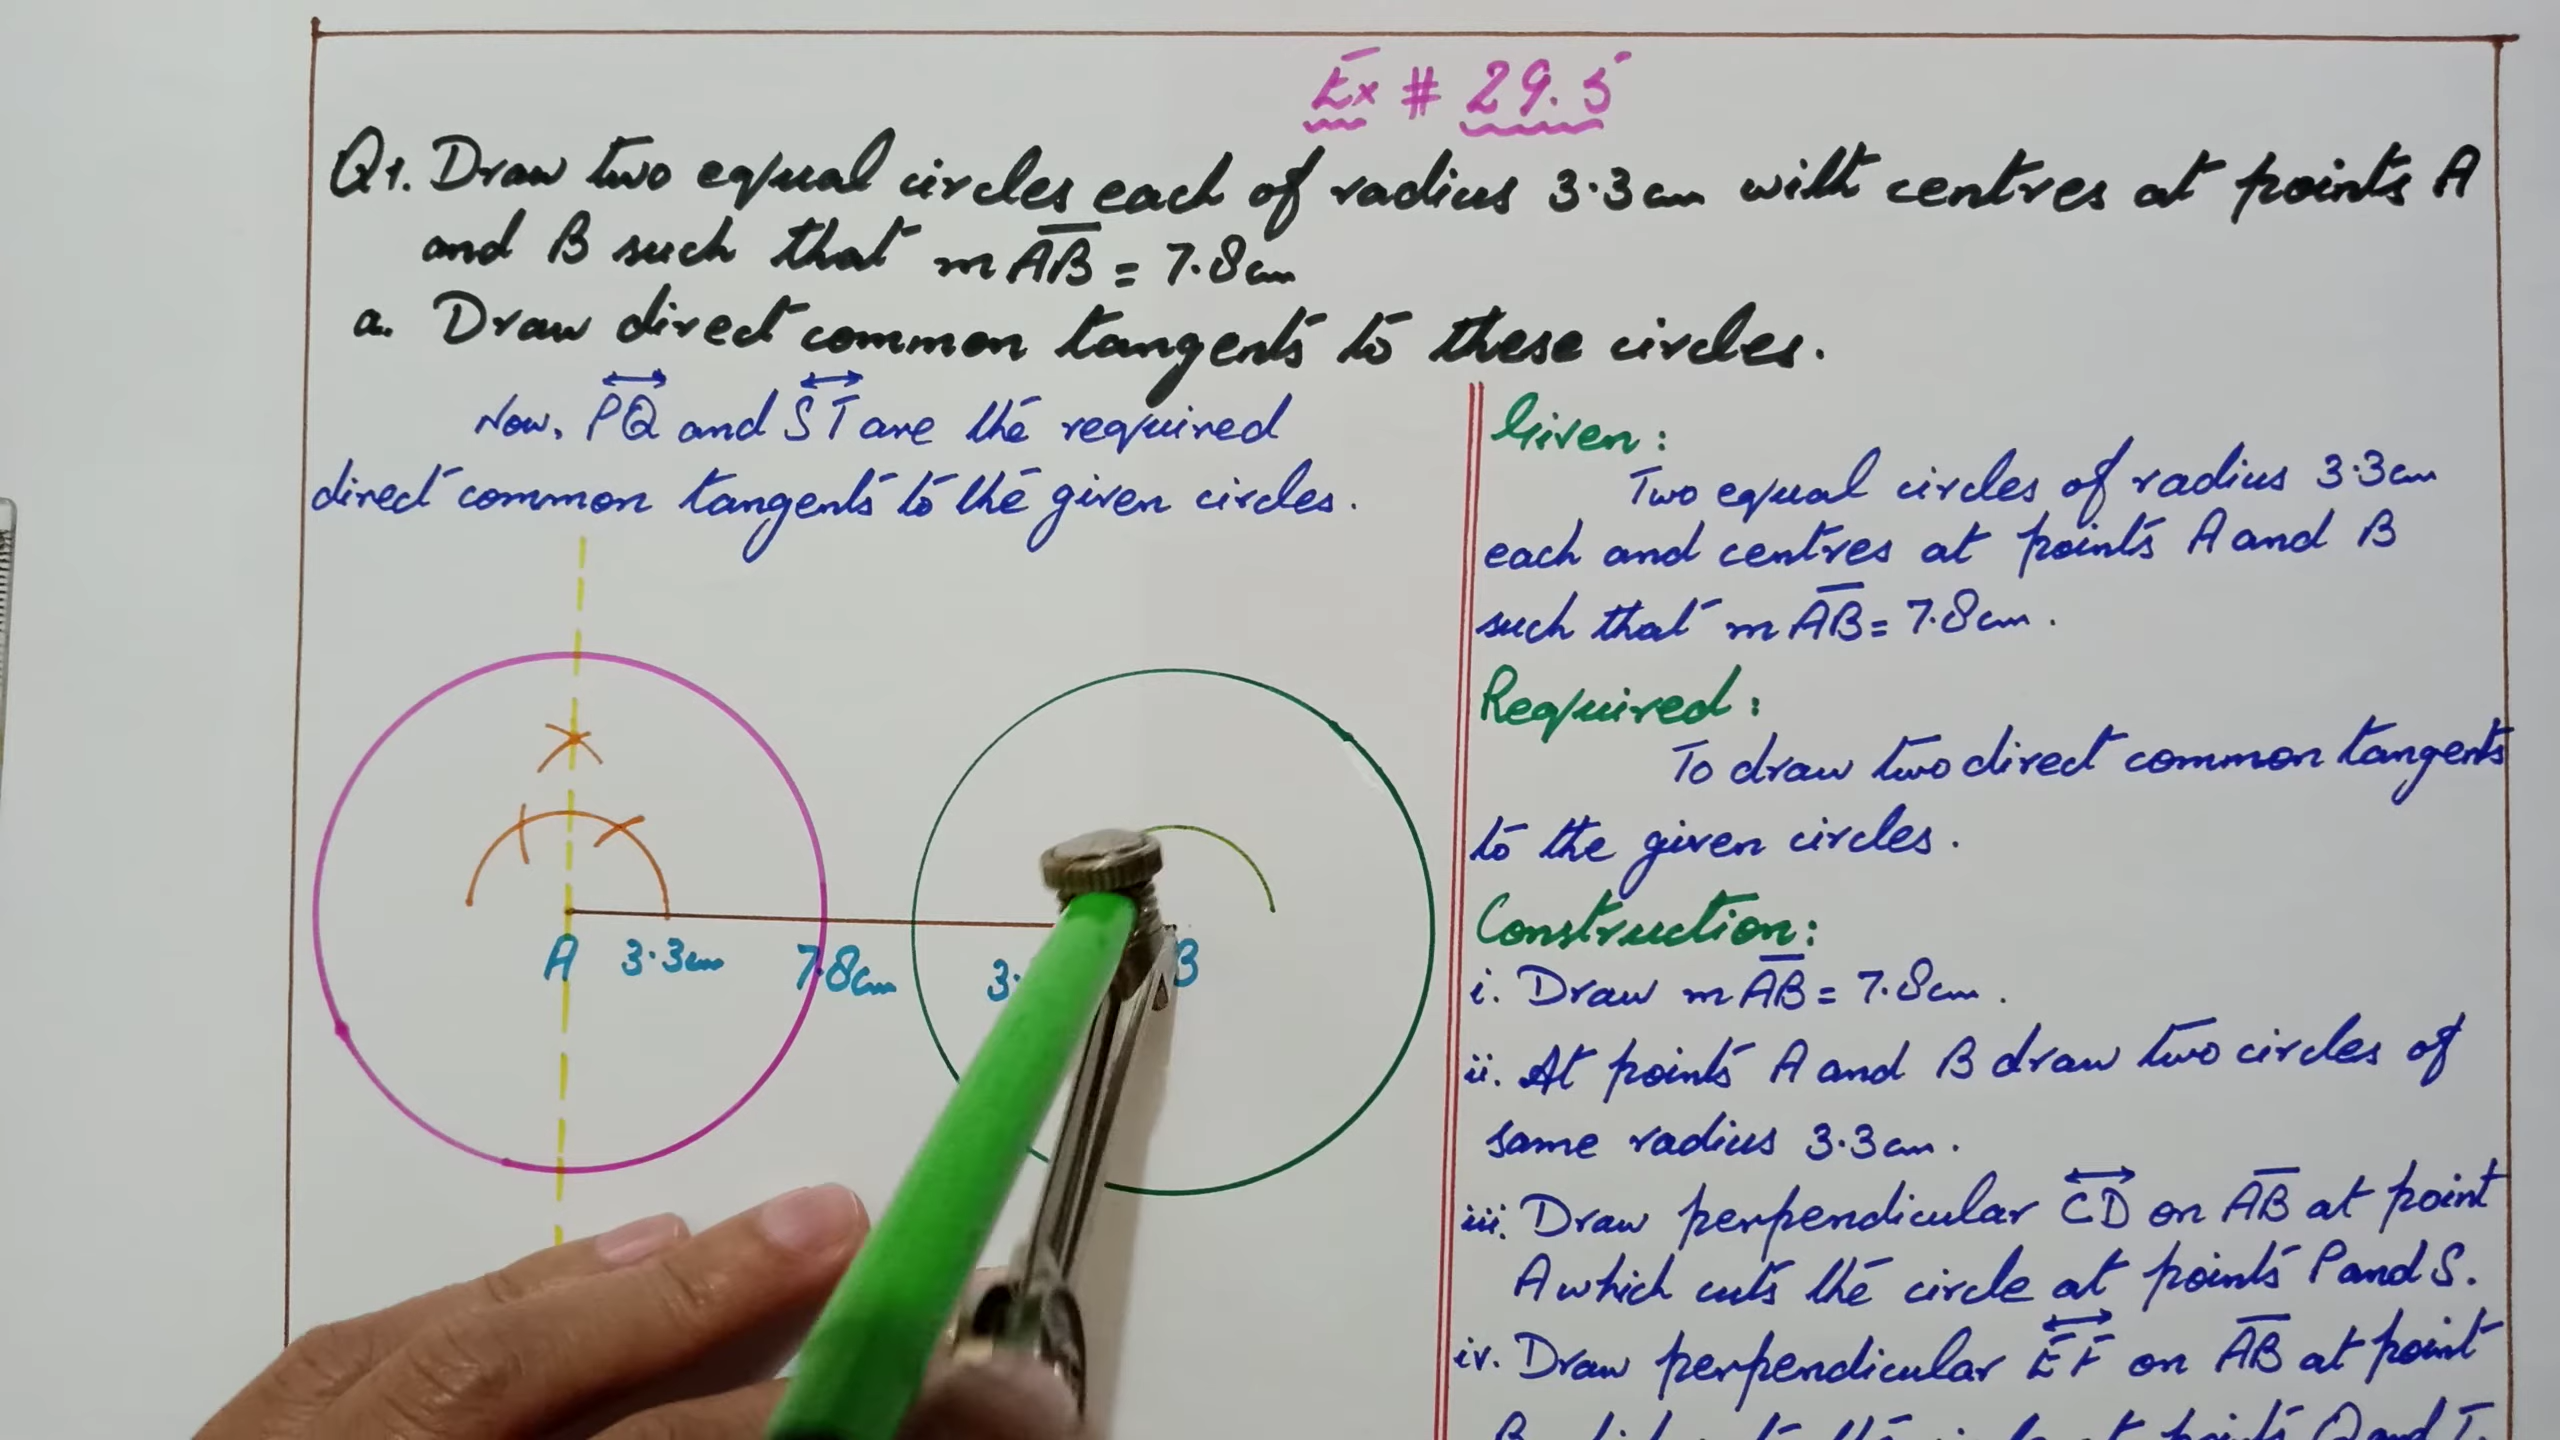 Ex # 29.5
Q1. Draw two equal circles each of radius 3.3cm with centres at points A
and B such that mAB = 7.8cm
a. Draw direct common tangents to these circles.
Now, PQ and ST are the required
direct common tangents to the given circles.
A 3.3cm 7.8cm 3. B
Given:
Two equal circles of radius 3.3cm
each and centres at points A and B
such that mAB = 7.8cm.
Required:
To draw two direct common tangents
to the given circles.
Construction:
i. Draw mAB = 7.8cm.
ii. At points A and B draw two circles of
same radius 3.3cm.
iii. Draw perpendicular CD on AB at point
A which cuts the circle at points P and S.
iv. Draw perpendicular EF on AB at point